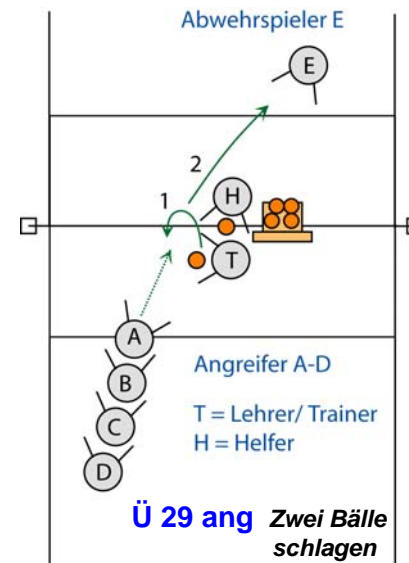 Abwehrspieler E
E
2
1
H
T
A
B
C
D
Angreifer A-D
T = Lehrer/ Trainer
H = Helfer
Ü 29 ang Zwei Bälle
schlagen